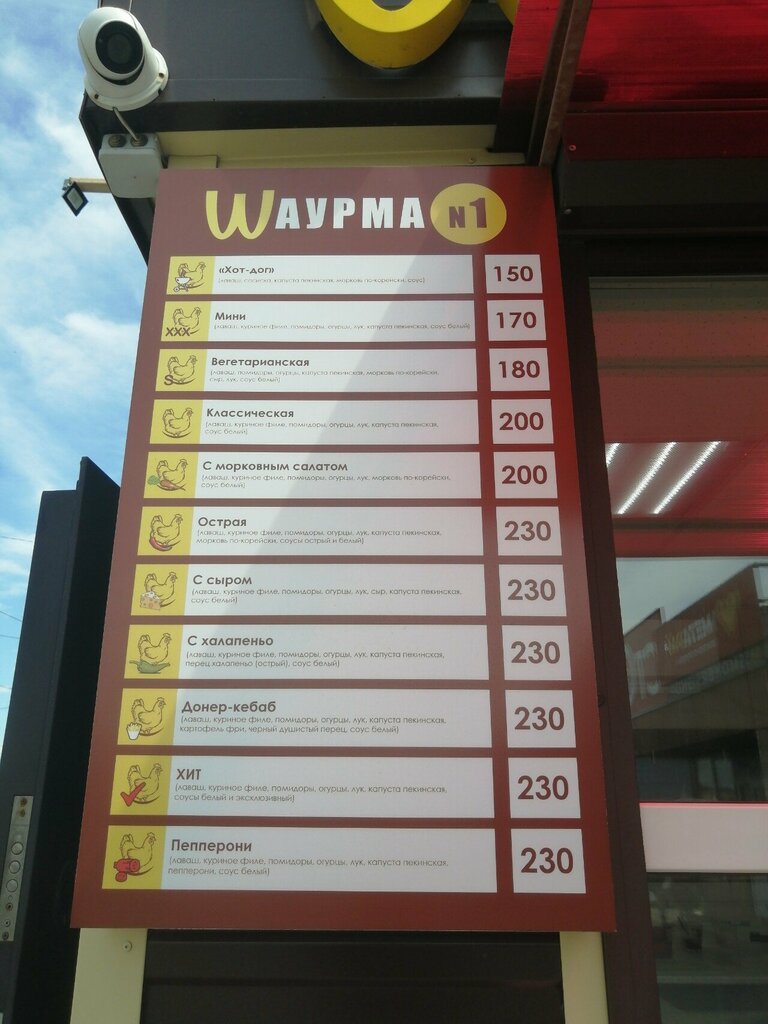 WАУРМА N1
«Хот-дог» 150
(лаваш, сосиска, капуста пекинская, морковь по-корейски, соус)
XXX
Мини 170
(лаваш, куриное филе, помидоры, огурцы, лук, капуста пекинская, соус белый)
S
Вегетарианская 180
(лаваш, помидоры, огурцы, капуста пекинская, морковь по-корейски,
сыр, лук, соус белый)
Классическая 200
(лаваш, куриное филе, помидоры, огурцы, лук, капуста пекинская,
соус белый)
С морковным салатом 200
(лаваш, куриное филе, помидоры, огурцы, лук, морковь по-корейски,
соус белый)
Острая 230
(лаваш, куриное филе, помидоры, огурцы, лук, капуста пекинская,
морковь по-корейски, соусы острый и белый)
С сыром 230
(лаваш, куриное филе, помидоры, огурцы, лук, сыр, капуста пекинская,
соус белый)
С халапеньо 230
(лаваш, куриное филе, помидоры, огурцы, лук, капуста пекинская,
перец халапеньо (острый), соус белый)
Донер-кебаб 230
(лаваш, куриное филе, помидоры, огурцы, лук, капуста пекинская,
картофель фри, черный душистый перец, соус белый)
ХИТ 230
(лаваш, куриное филе, помидоры, огурцы, лук, капуста пекинская,
соусы белый и эксклюзивный)
Пепперони 230
(лаваш, куриное филе, помидоры, огурцы, лук, капуста пекинская,
пепперони, соус белый)